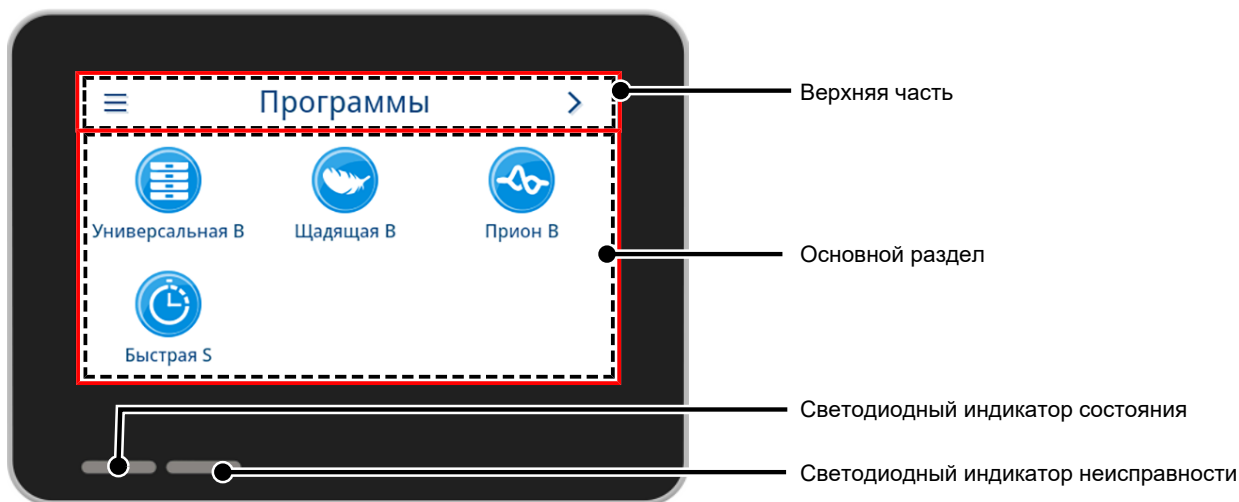 Программы
Верхняя часть
Универсальная B
Щадящая B
Прион B
Основной раздел
Быстрая S
Светодиодный индикатор состояния
Светодиодный индикатор неисправности